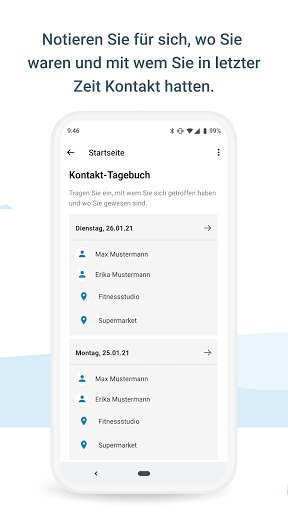 Notieren Sie für sich, wo Sie
waren und mit wem Sie in letzter
Zeit Kontakt hatten.
9:46
99%
Startseite
Kontakt-Tagebuch
Tragen Sie ein, mit wem Sie sich getroffen haben
und wo Sie gewesen sind.
Dienstag, 26.01.21
Max Mustermann
Erika Mustermann
Fitnessstudio
Supermarket
Montag, 25.01.21
Max Mustermann
Erika Mustermann
Fitnessstudio
Supermarket